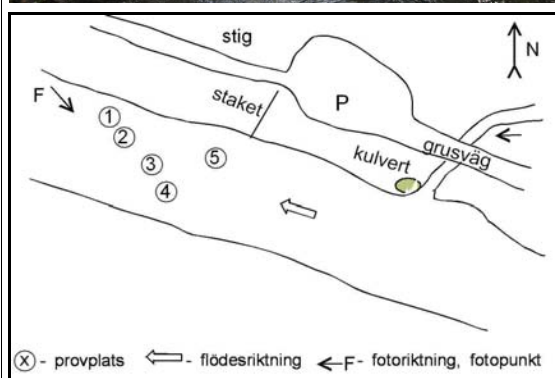 stig
N
F
staket
P
1
2
3
4
5
kulvert
grusväg
X - provplats - flödesriktning F - fotoriktning, fotopunkt